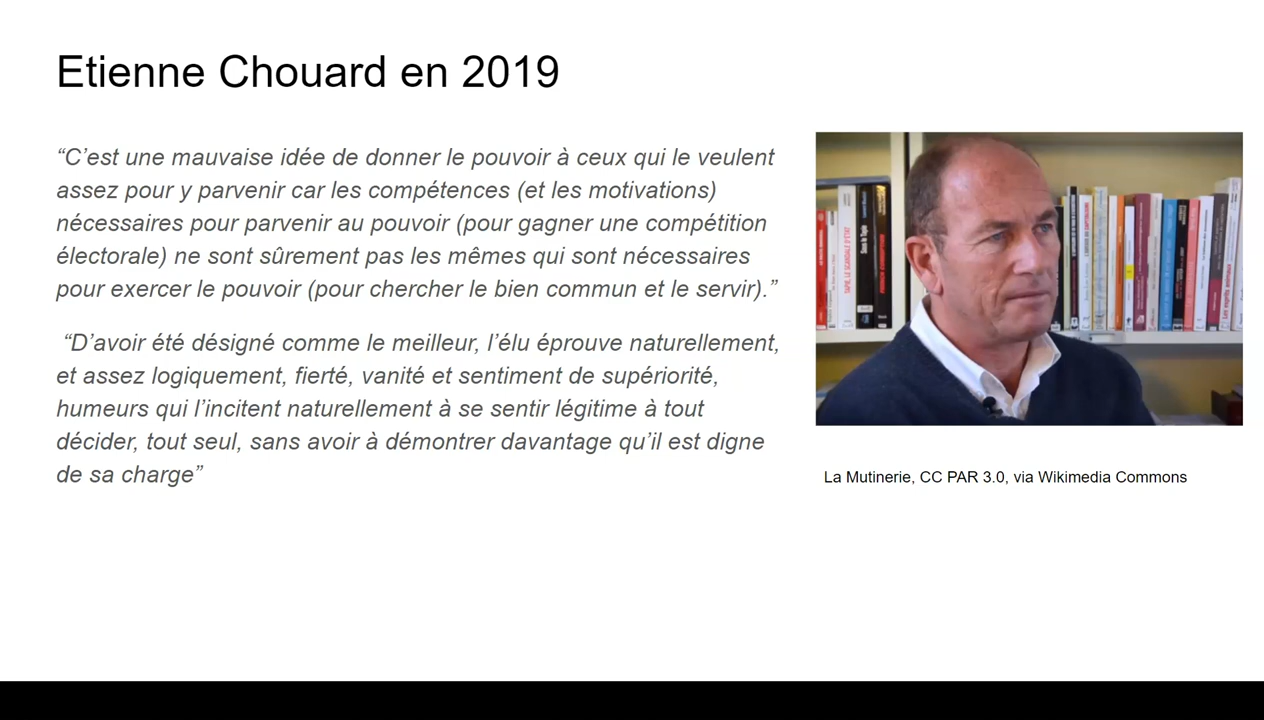 Etienne Chouard en 2019
“C’est une mauvaise idée de donner le pouvoir à ceux qui le veulent
assez pour y parvenir car les compétences (et les motivations)
nécessaires pour parvenir au pouvoir (pour gagner une compétition
électorale) ne sont sûrement pas les mêmes qui sont nécessaires
pour exercer le pouvoir (pour chercher le bien commun et le servir).”
“D’avoir été désigné comme le meilleur, l’élu éprouve naturellement,
et assez logiquement, fierté, vanité et sentiment de supériorité,
humeurs qui l’incitent naturellement à se sentir légitime à tout
décider, tout seul, sans avoir à démontrer davantage qu’il est digne
de sa charge”
La Mutinerie, CC PAR 3.0, via Wikimedia Commons